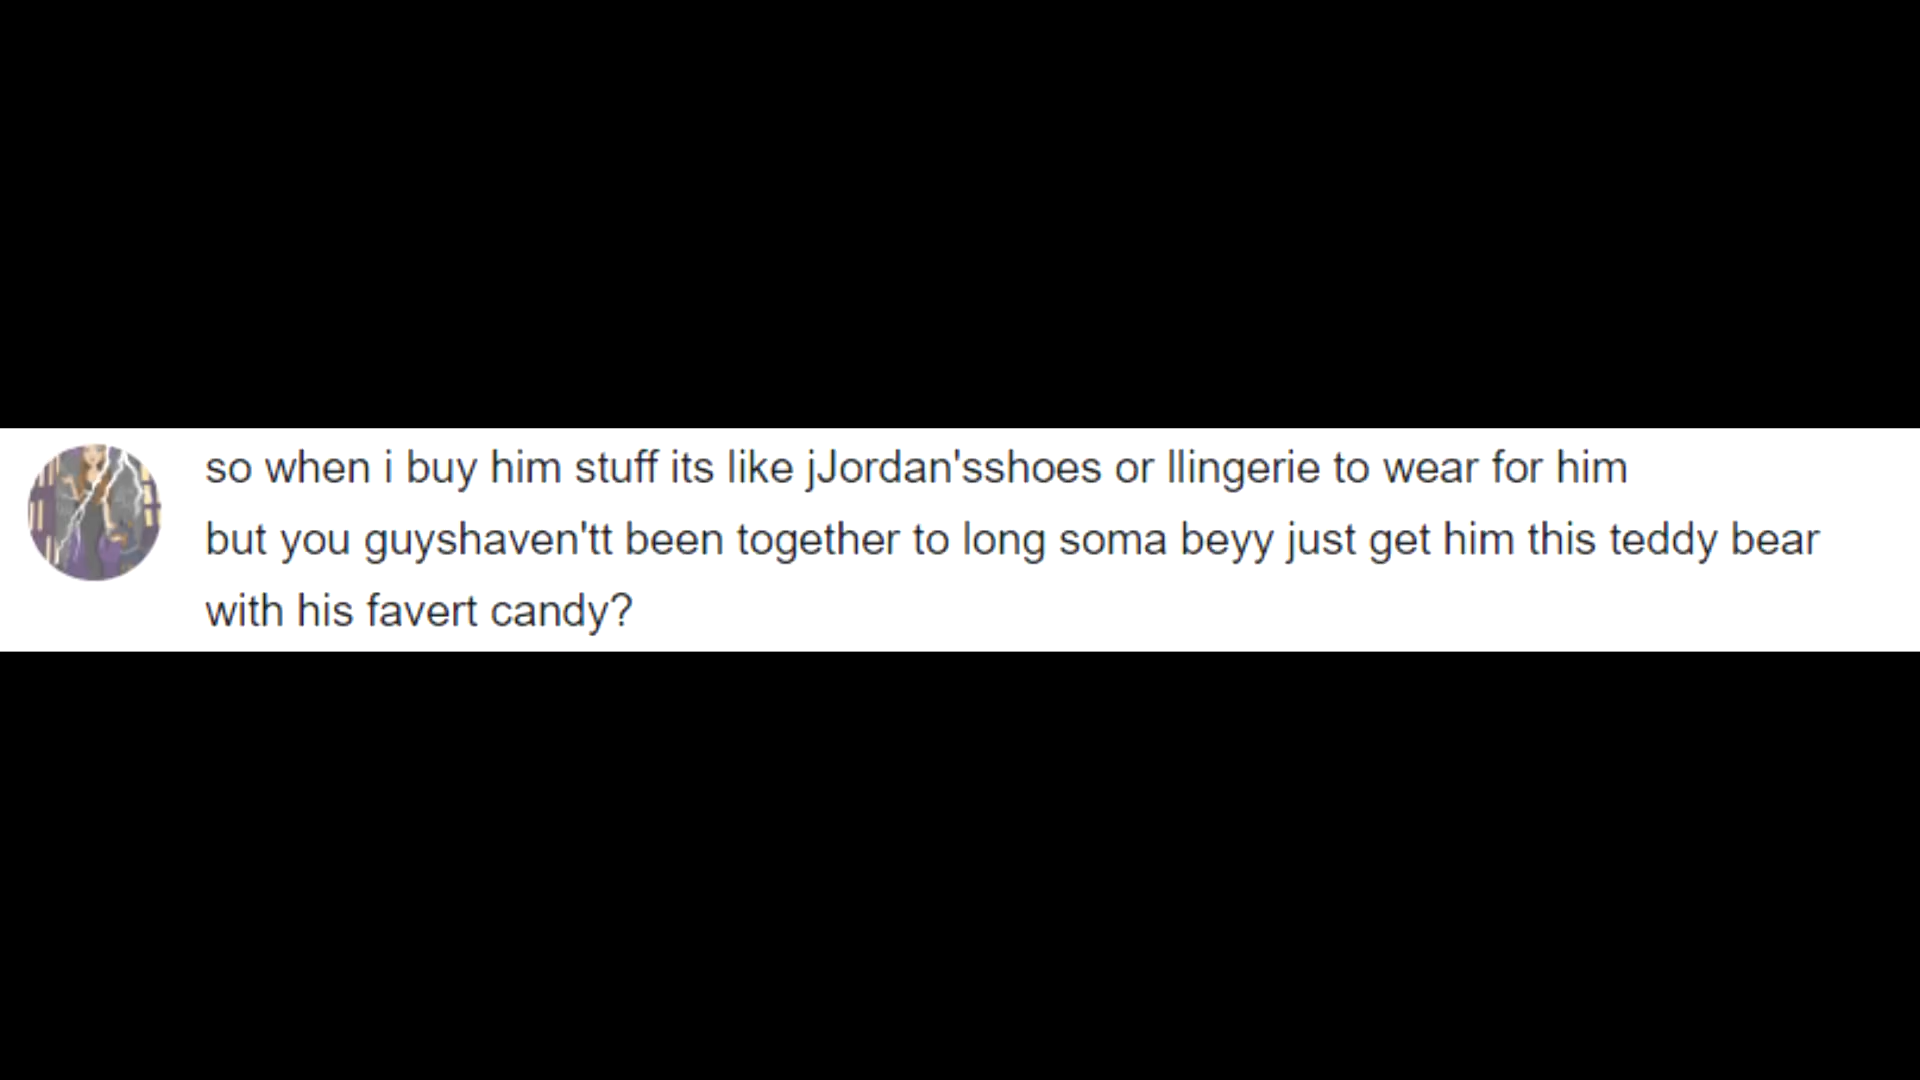 so when i buy him stuff its like jJordan'sshoes or llingerie to wear for him
but you guyshaven'tt been together to long soma beyy just get him this teddy bear
with his favert candy?